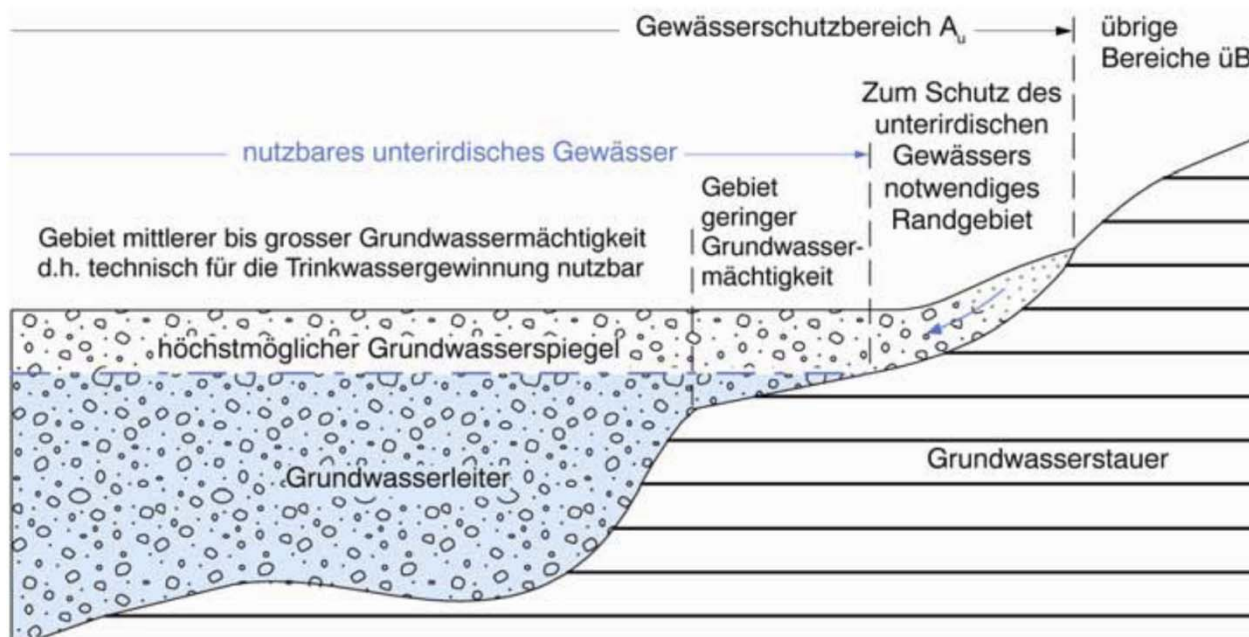 Gewässerschutzbereich Au
übrige
Bereiche üB
Zum Schutz des
unterirdischen
Gewässers
notwendiges
Randgebiet
nutzbares unterirdisches Gewässer
Gebiet
geringer
Grundwasser-
mächtigkeit
Gebiet mittlerer bis grosser Grundwassermächtigkeit
d.h. technisch für die Trinkwassergewinnung nutzbar
höchstmöglicher Grundwasserspiegel
Grundwasserleiter
Grundwasserstauer